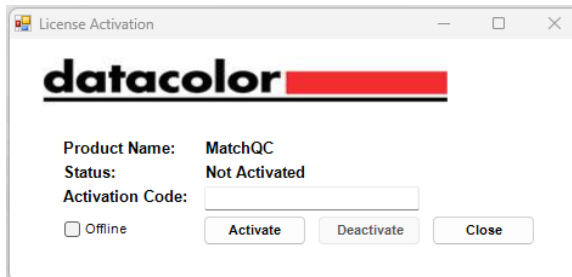 License Activation
datacolor
Product Name: MatchQC
Status: Not Activated
Activation Code:
Offline Activate Deactivate Close